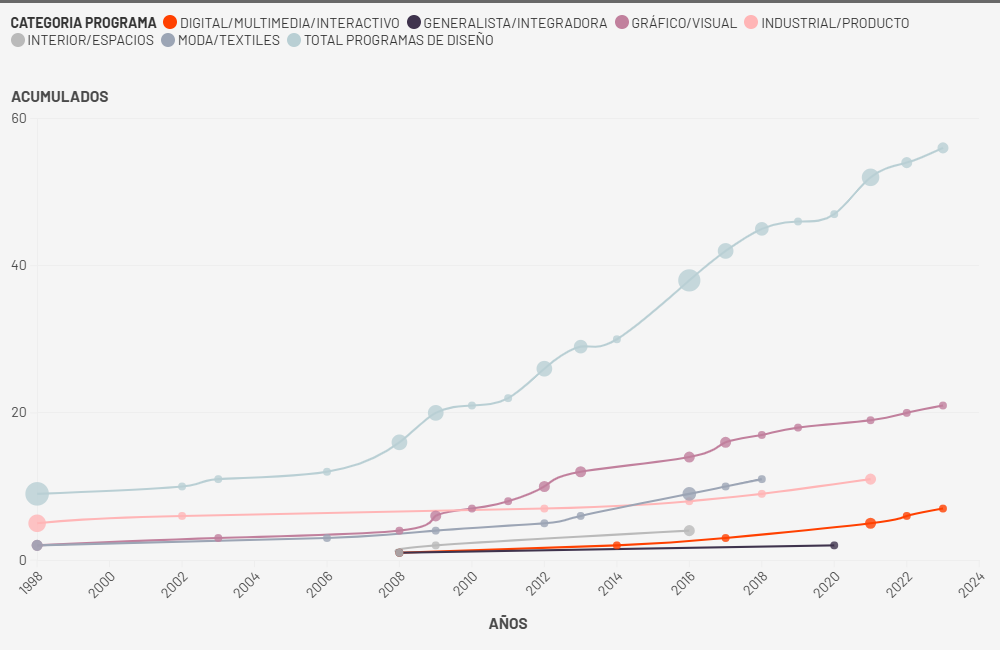 CATEGORIA PROGRAMA DIGITAL/MULTIMEDIA/INTERACTIVO GENERALISTA/INTEGRADORA GRÁFICO/VISUAL INDUSTRIAL/PRODUCTO
INTERIOR/ESPACIOS MODA/TEXTILES TOTAL PROGRAMAS DE DISEÑO
ACUMULADOS
60
40
20
0
1998 2000 2002 2004 2006 2008 2010 2012 2014 2016 2018 2020 2022 2024
AÑOS